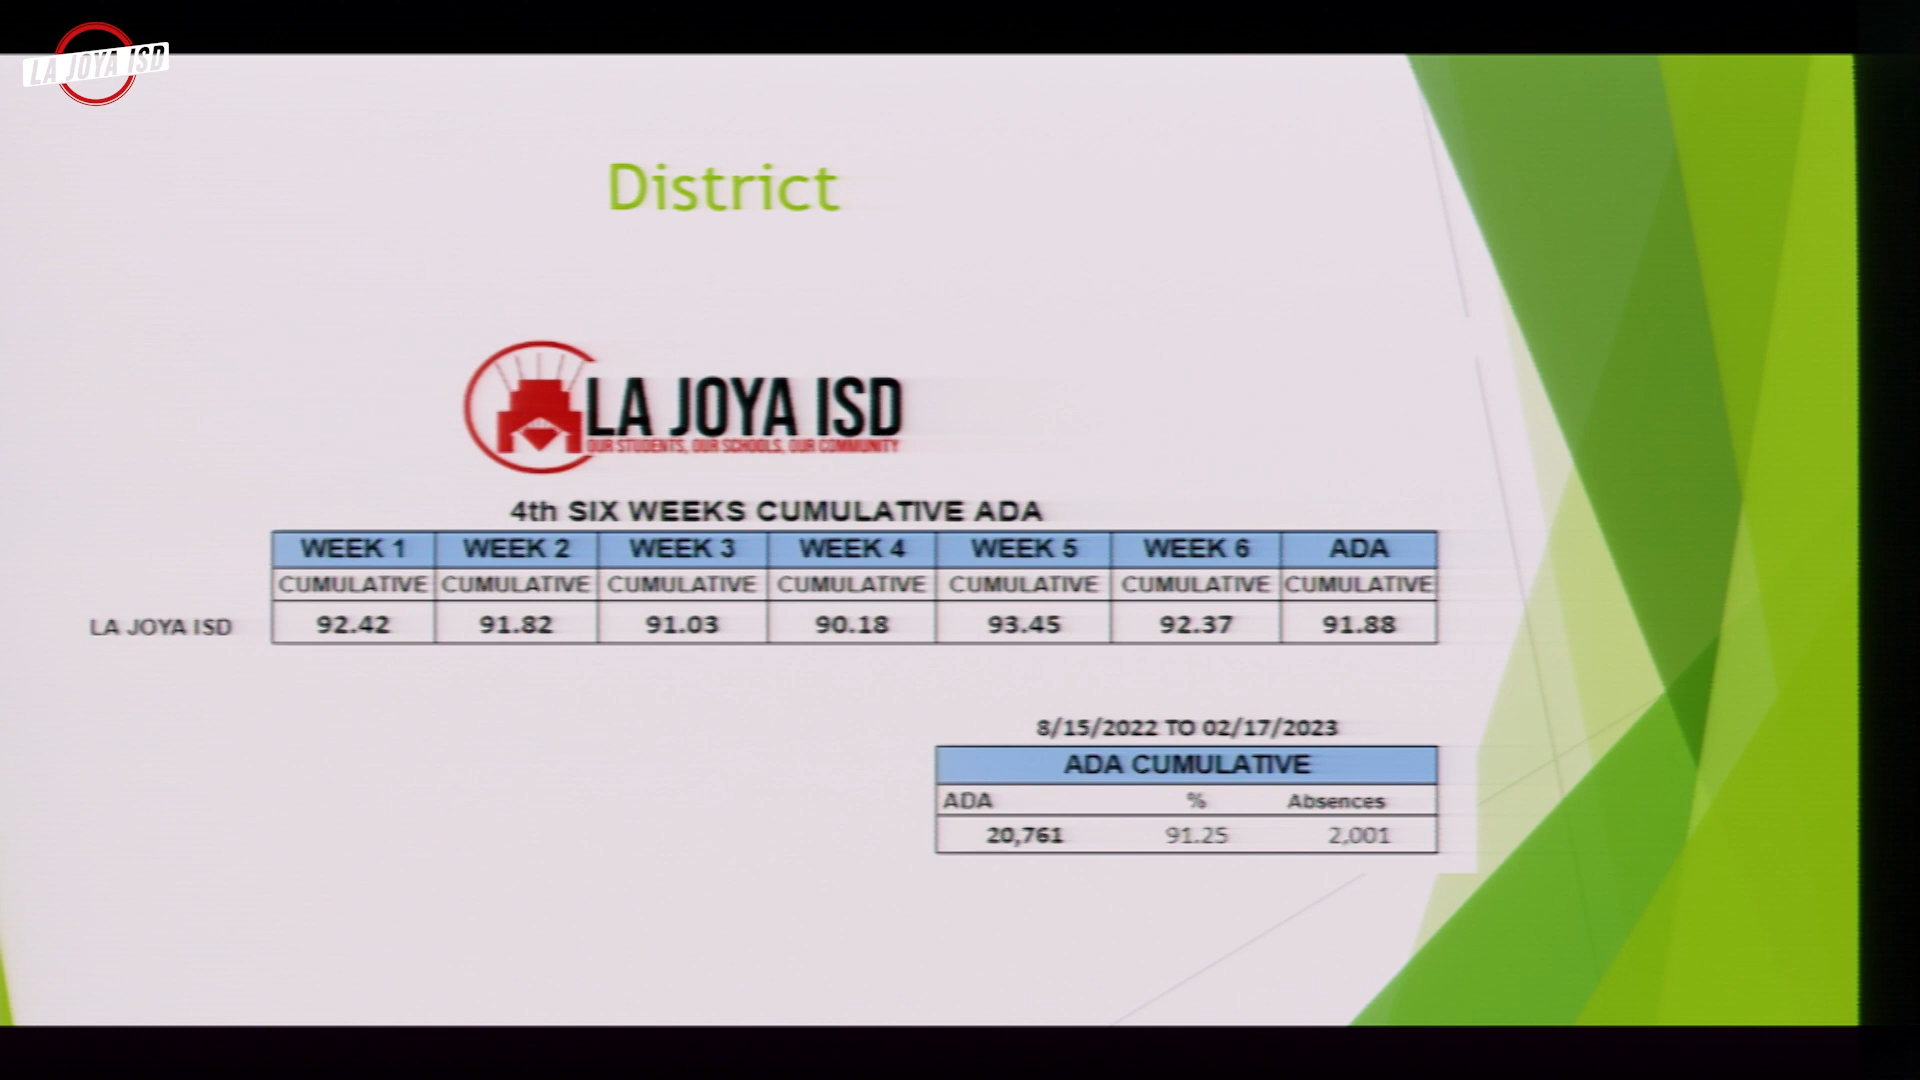 LA JOYA ISD
District
LA JOYA ISD
OUR STUDENTS, OUR SCHOOLS, OUR COMMUNITY
4th SIX WEEKS CUMULATIVE ADA
WEEK 1 WEEK 2 WEEK 3 WEEK 4 WEEK 5 WEEK 6 ADA
CUMULATIVE CUMULATIVE CUMULATIVE CUMULATIVE CUMULATIVE CUMULATIVE CUMULATIVE
LA JOYA ISD 92.42 91.82 91.03 90.18 93.45 92.37 91.88
8/15/2022 TO 02/17/2023
ADA CUMULATIVE
ADA % Absences
20,761 91.25 2,001